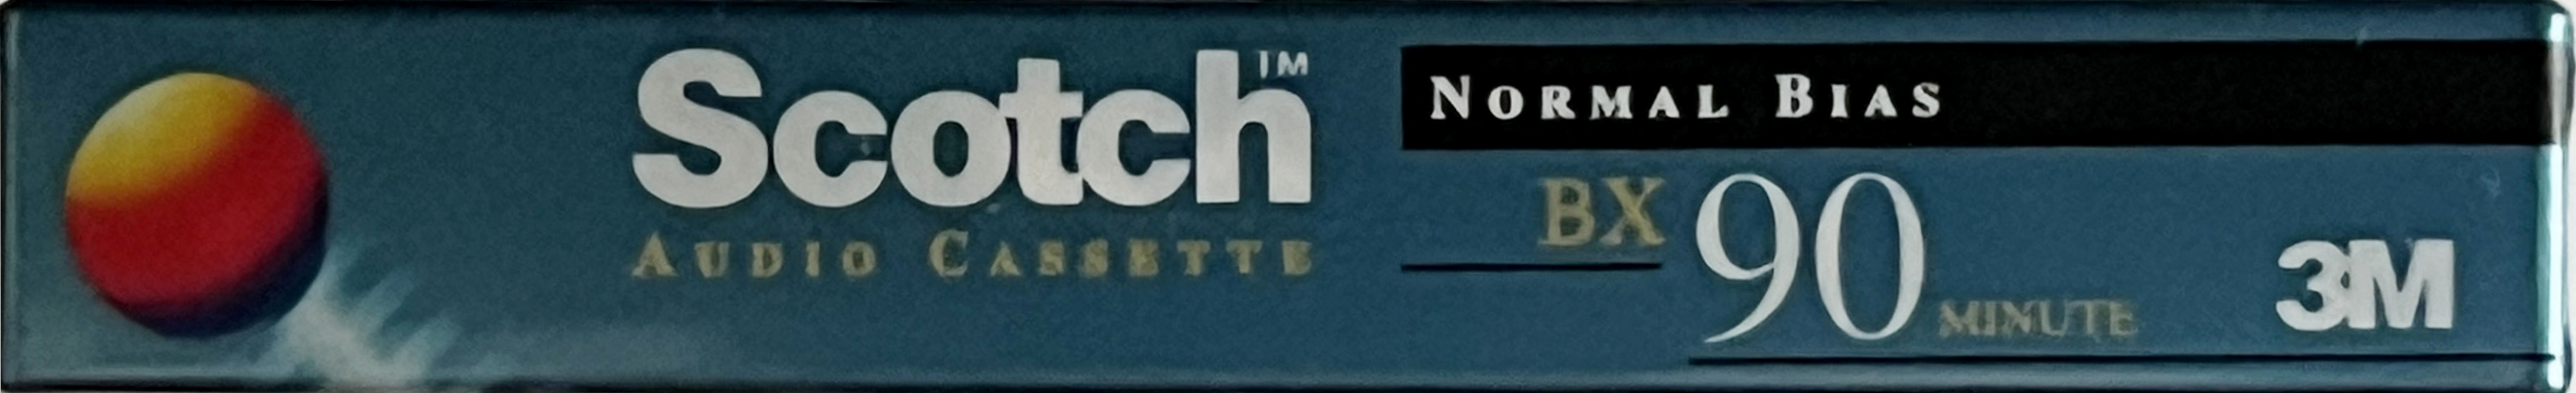 Scotch™
AUDIO CASSETTE
NORMAL BIAS
BX 90 MINUTE
3M